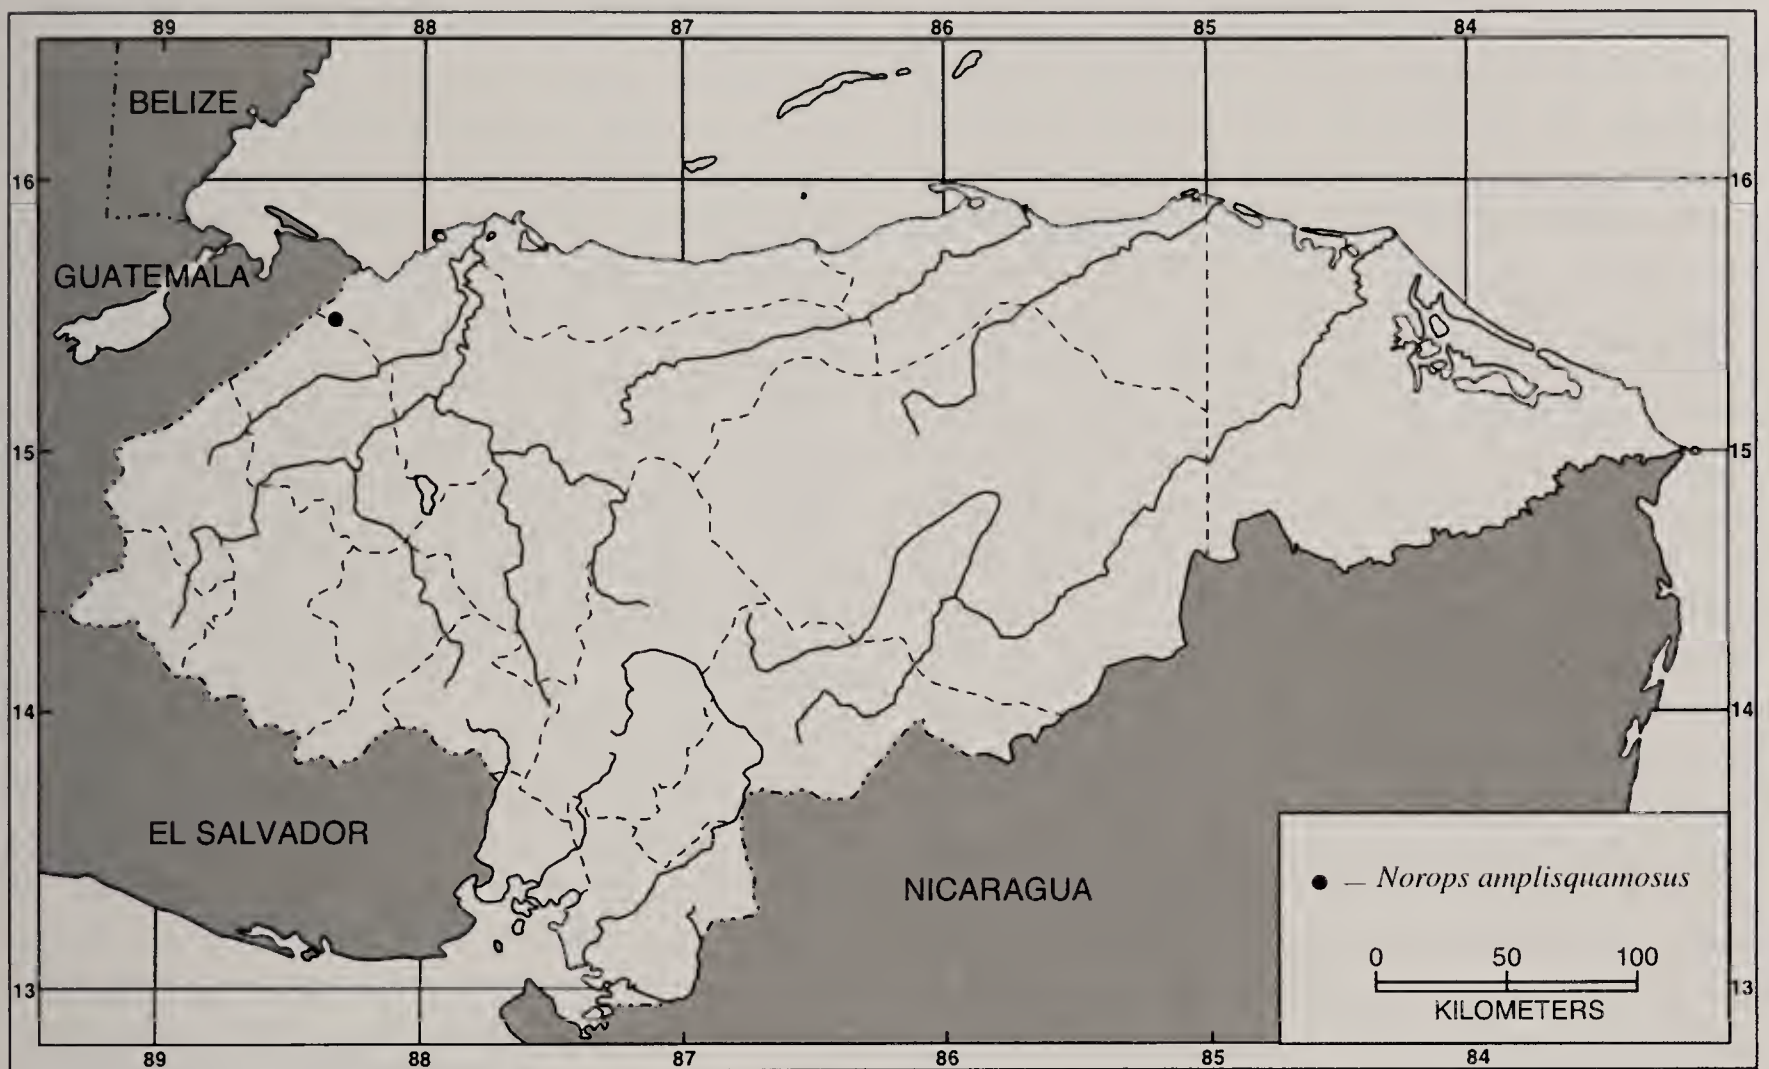 89 88 87 86 85 84
BELIZE
16 16
GUATEMALA
15 15
14 14
EL SALVADOR
NICARAGUA
● – Norops amplisquamosus
0 50 100
KILOMETERS
13 13
89 88 87 86 85 84